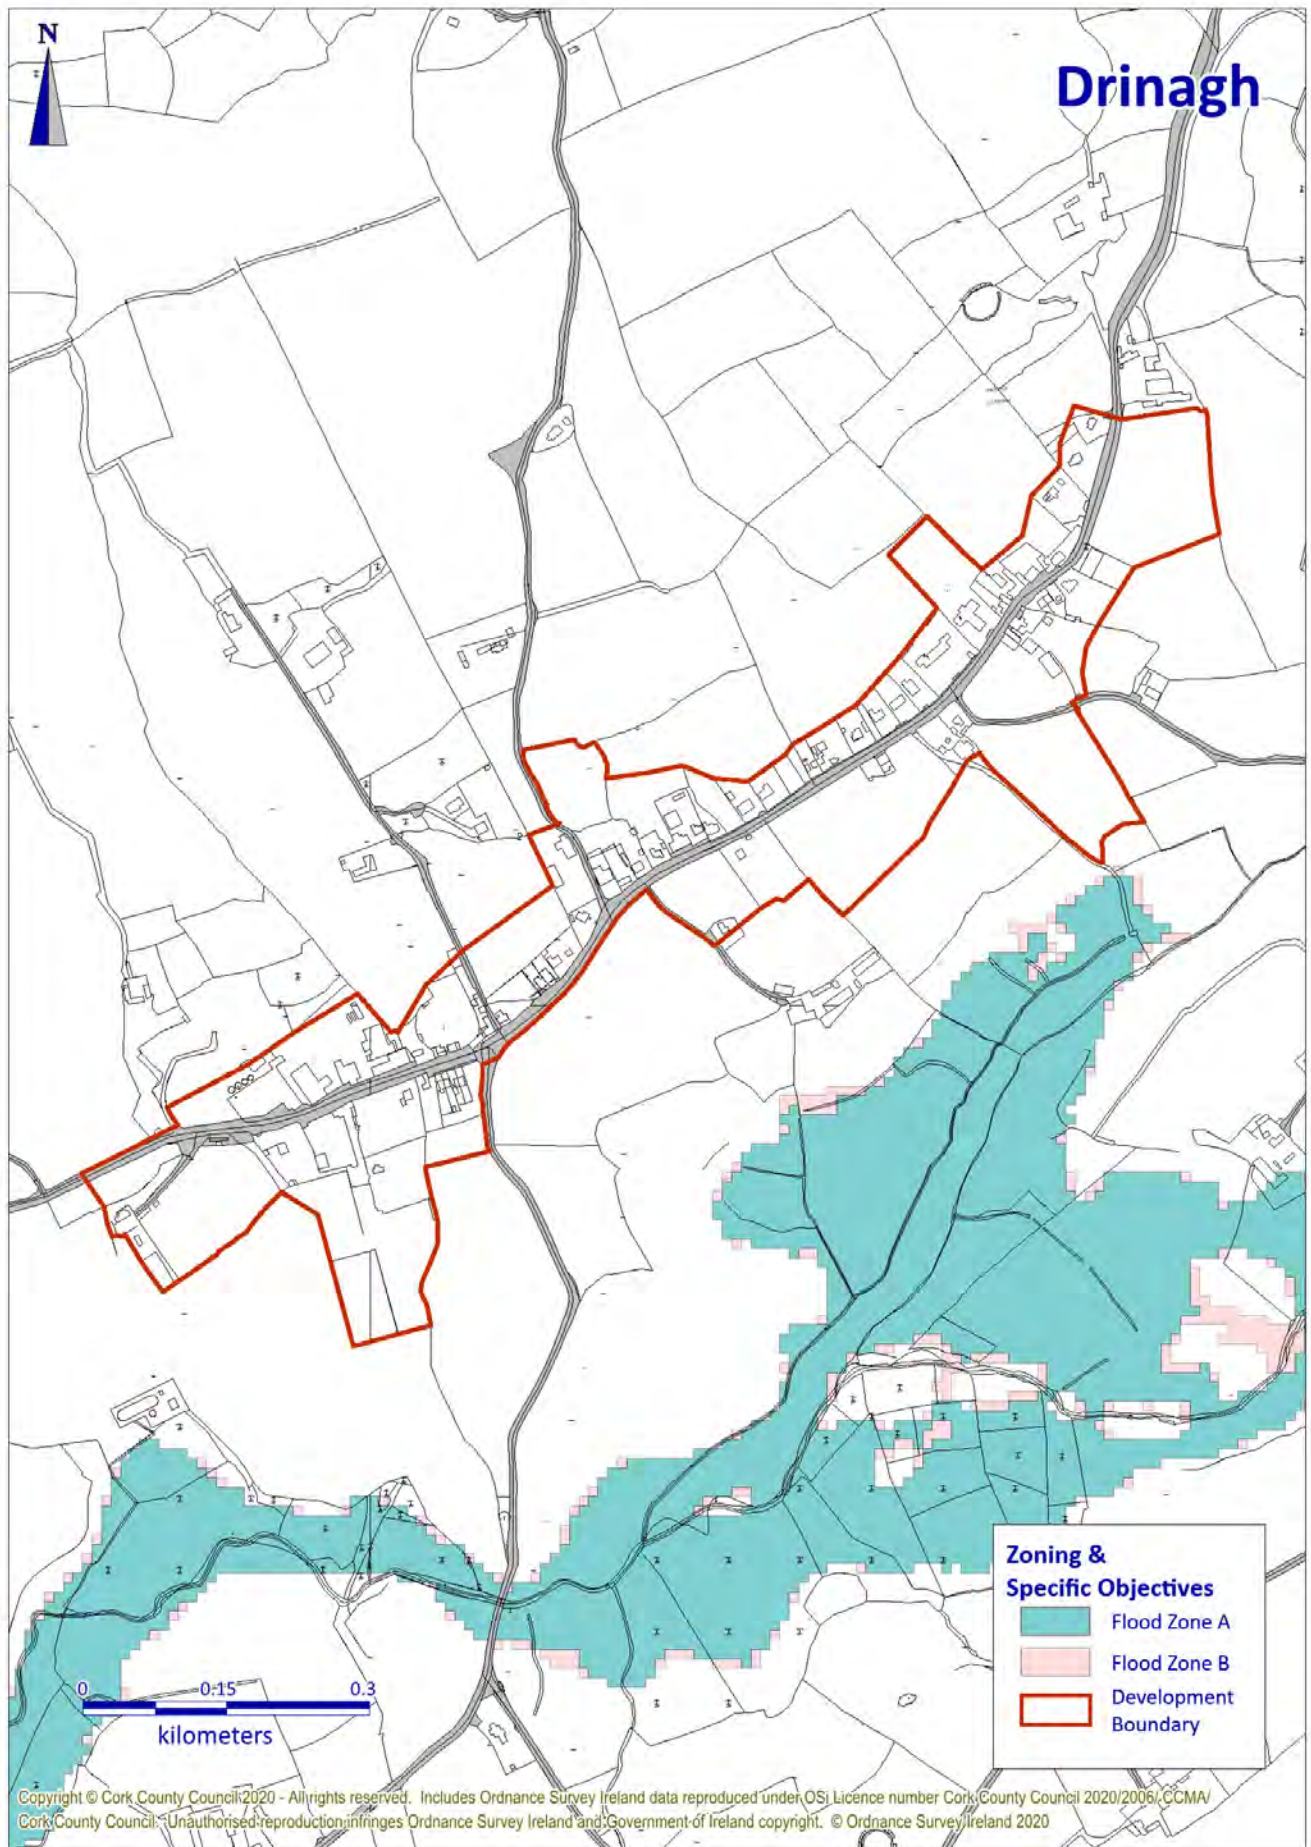 N
Drinagh
Zoning &
Specific Objectives
Flood Zone A
Flood Zone B
Development
Boundary
0 0.15 0.3
kilometers
Copyright © Cork County Council 2020 - All rights reserved. Includes Ordnance Survey Ireland data reproduced under OSi Licence number Cork County Council 2020/2006/ CCMA/
Cork County Council. Unauthorised reproduction infringes Ordnance Survey Ireland and Government of Ireland copyright. © Ordnance Survey Ireland 2020